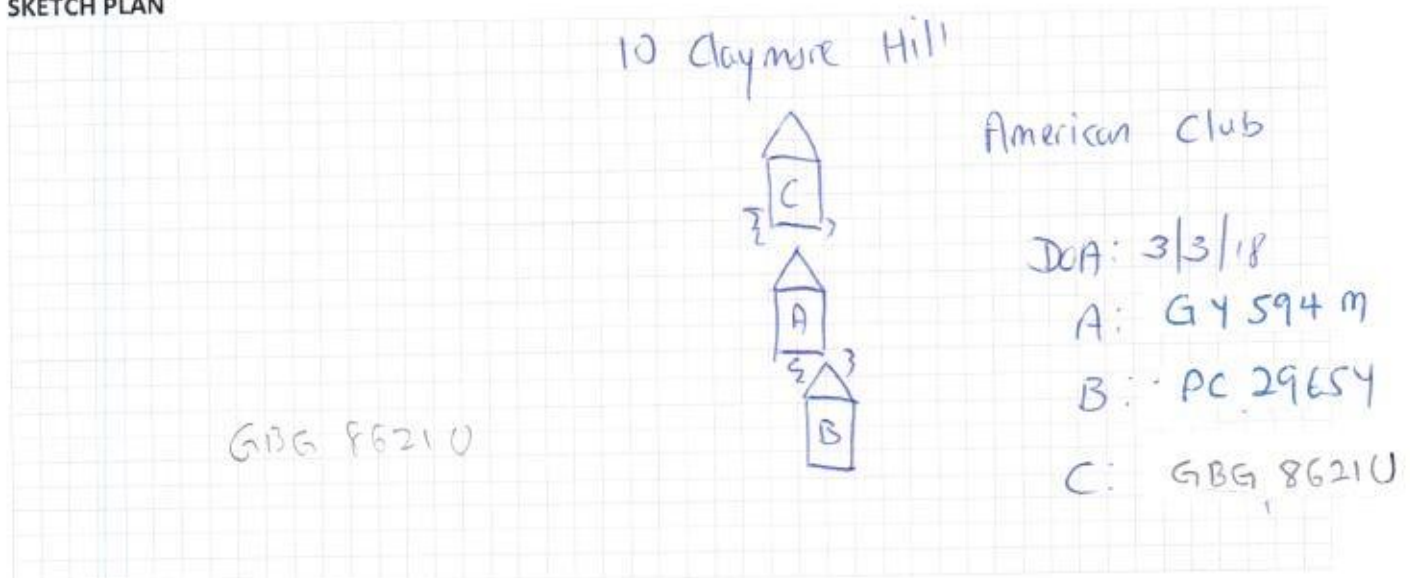 SKETCH PLAN
10 Claymore Hill
American Club
C
DOA: 3/3/18
A
A: GY 594 M
B: PC 2965Y
B
GBG 8621U
C: GBG 8621U